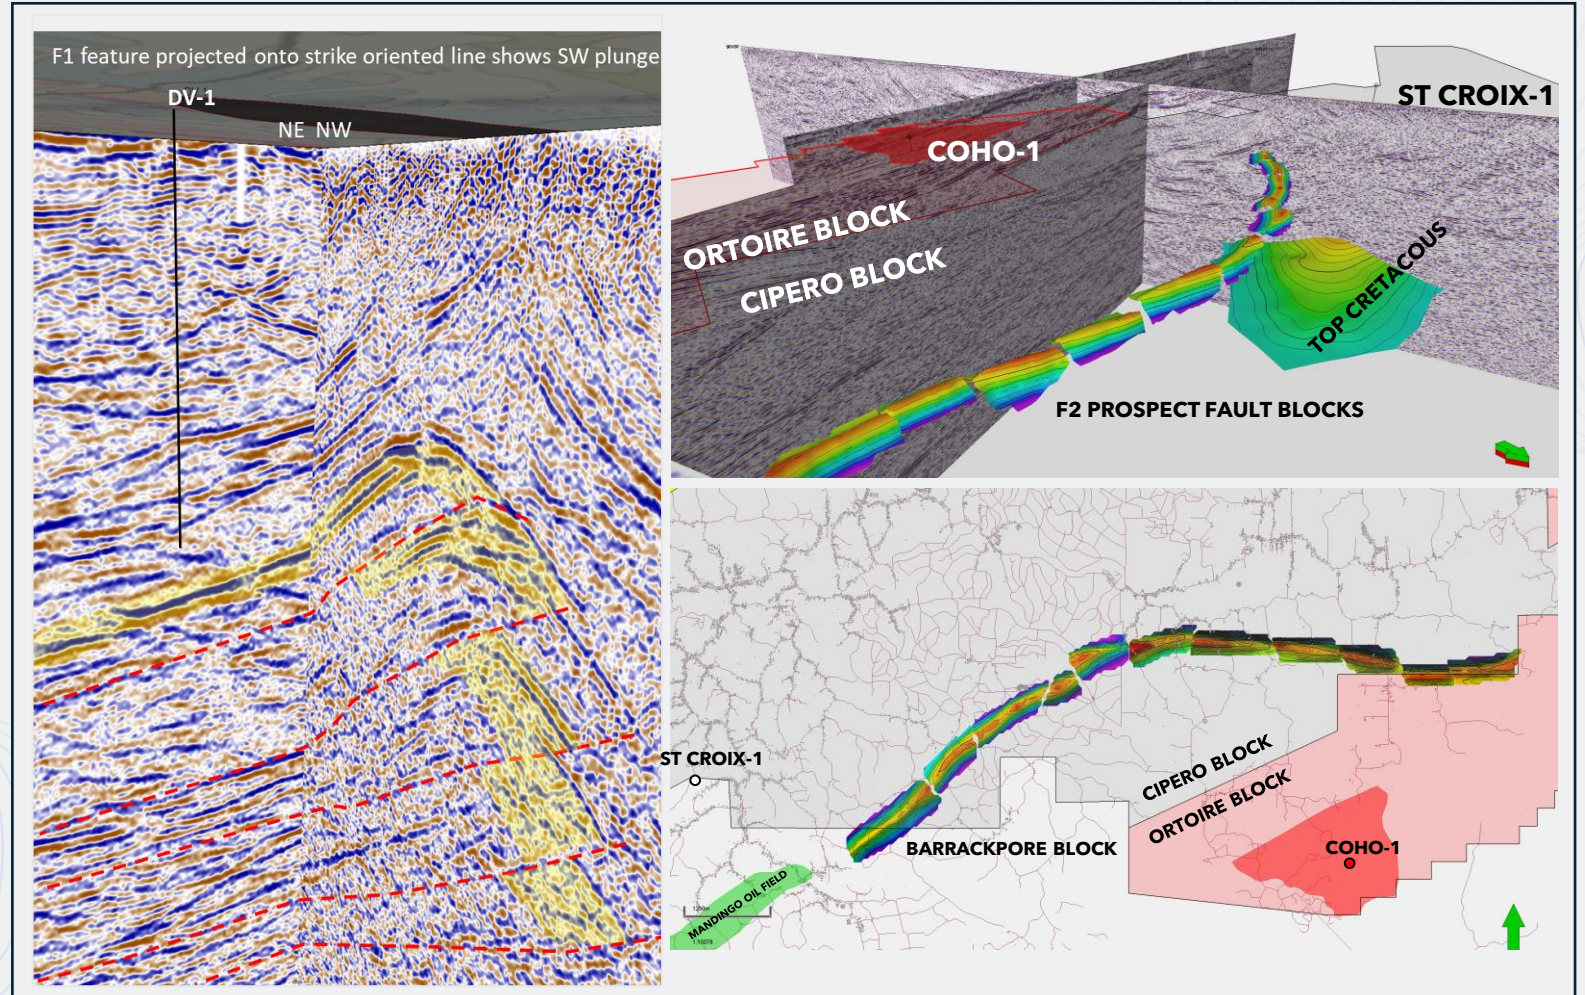 F1 feature projected onto strike oriented line shows SW plunge
DV-1
NE NW
ST CROIX-1
COHO-1
ORTOIRE BLOCK
CIPERO BLOCK
TOP CRETACOUS
F2 PROSPECT FAULT BLOCKS
ST CROIX-1
CIPERO BLOCK
ORTOIRE BLOCK
BARRACKPORE BLOCK
COHO-1
MANDINGO OIL FIELD